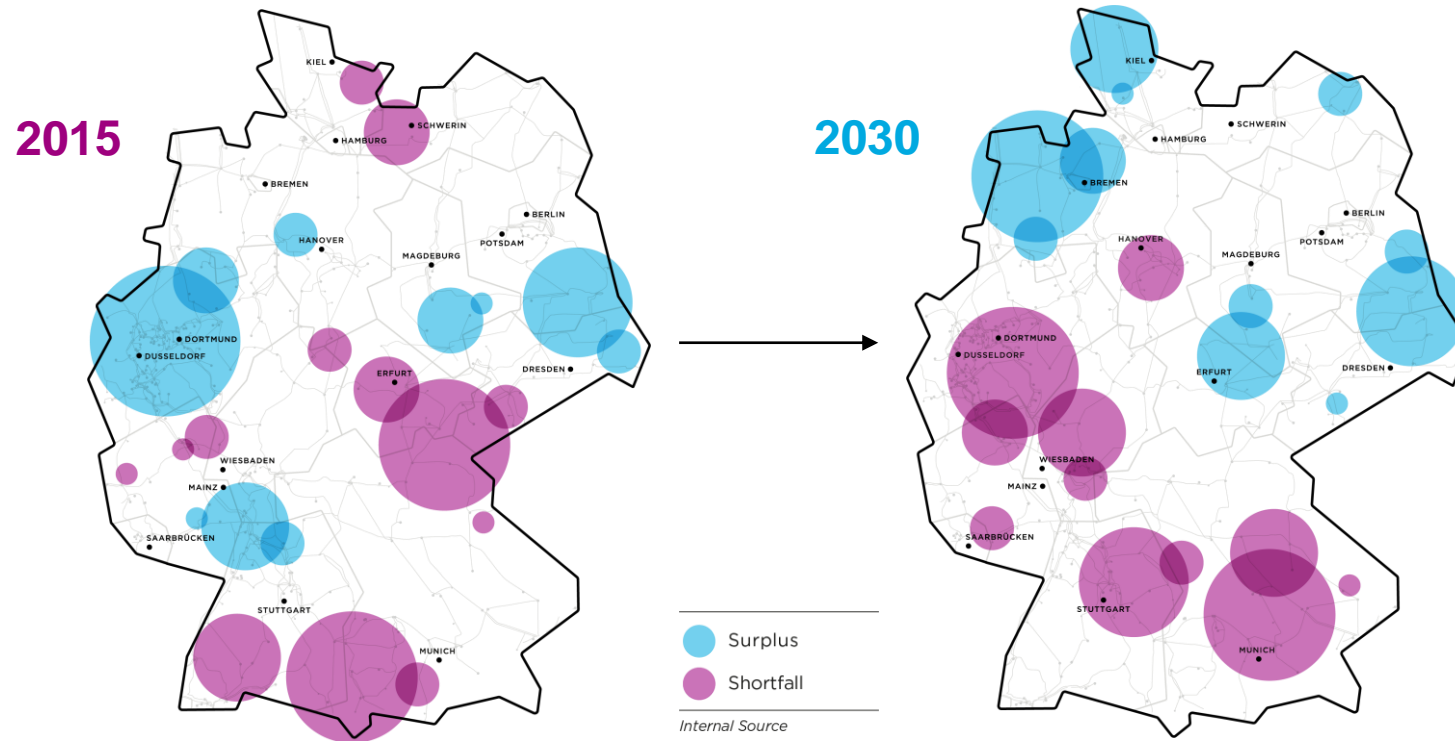 2015
KIEL
SCHWERIN
HAMBURG
BREMEN
BERLIN
POTSDAM
HANOVER
MAGDEBURG
DORTMUND
DUSSELDORF
ERFURT
DRESDEN
WIESBADEN
MAINZ
SAARBRÜCKEN
STUTTGART
MUNICH
2030
KIEL
SCHWERIN
HAMBURG
BREMEN
BERLIN
POTSDAM
HANOVER
MAGDEBURG
DORTMUND
DUSSELDORF
ERFURT
DRESDEN
WIESBADEN
MAINZ
SAARBRÜCKEN
STUTTGART
MUNICH
Surplus
Shortfall
Internal Source